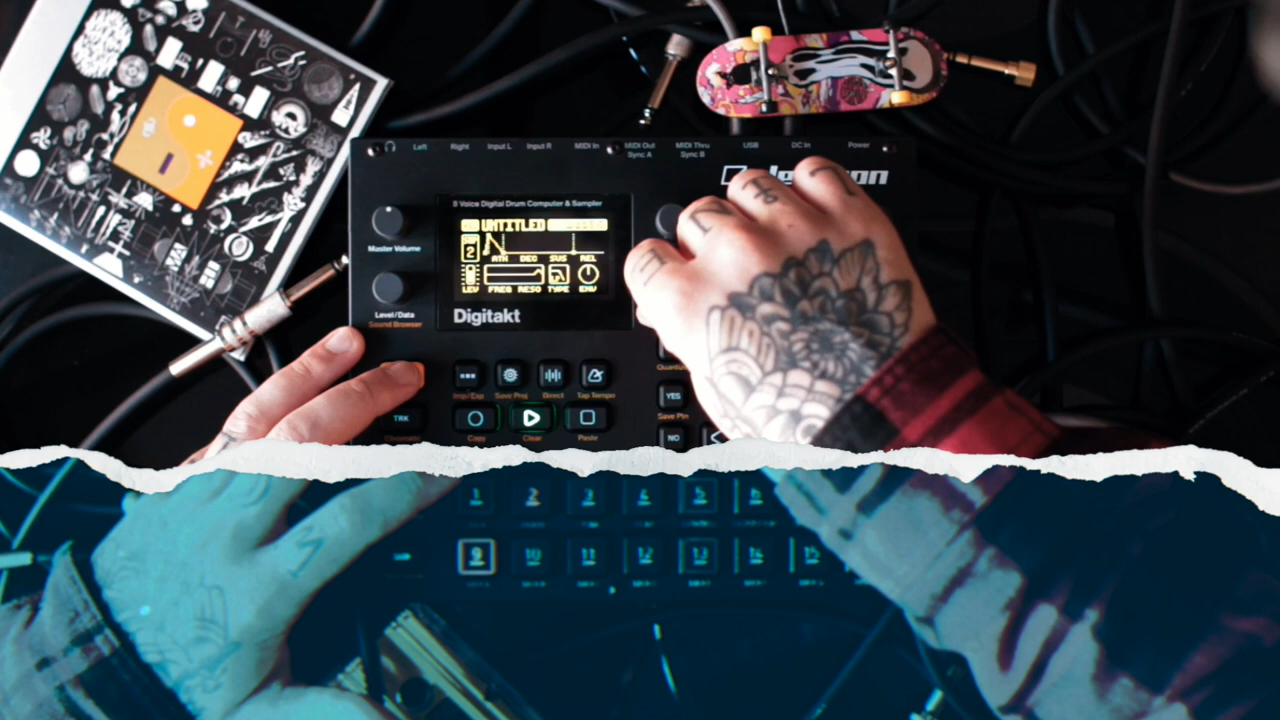 Left Right Input L Input R MIDI In MIDI Out MIDI Thru USB DC In Power
Sync A Sync B
8 Voice Digital Drum Computer & Sampler
UNTITLED
2
ATK DEC SUS REL
LEV FREQ RESO TYPE ENV
Master Volume
Level/Data
Sound Browser
Digitakt
Imp/Exp Save Proj Direct Tap Tempo
TRK
YES
Save Ptn
Copy Clear Paste
NO
1 2 3 4 5 6
9 10 11 12 13 14 15